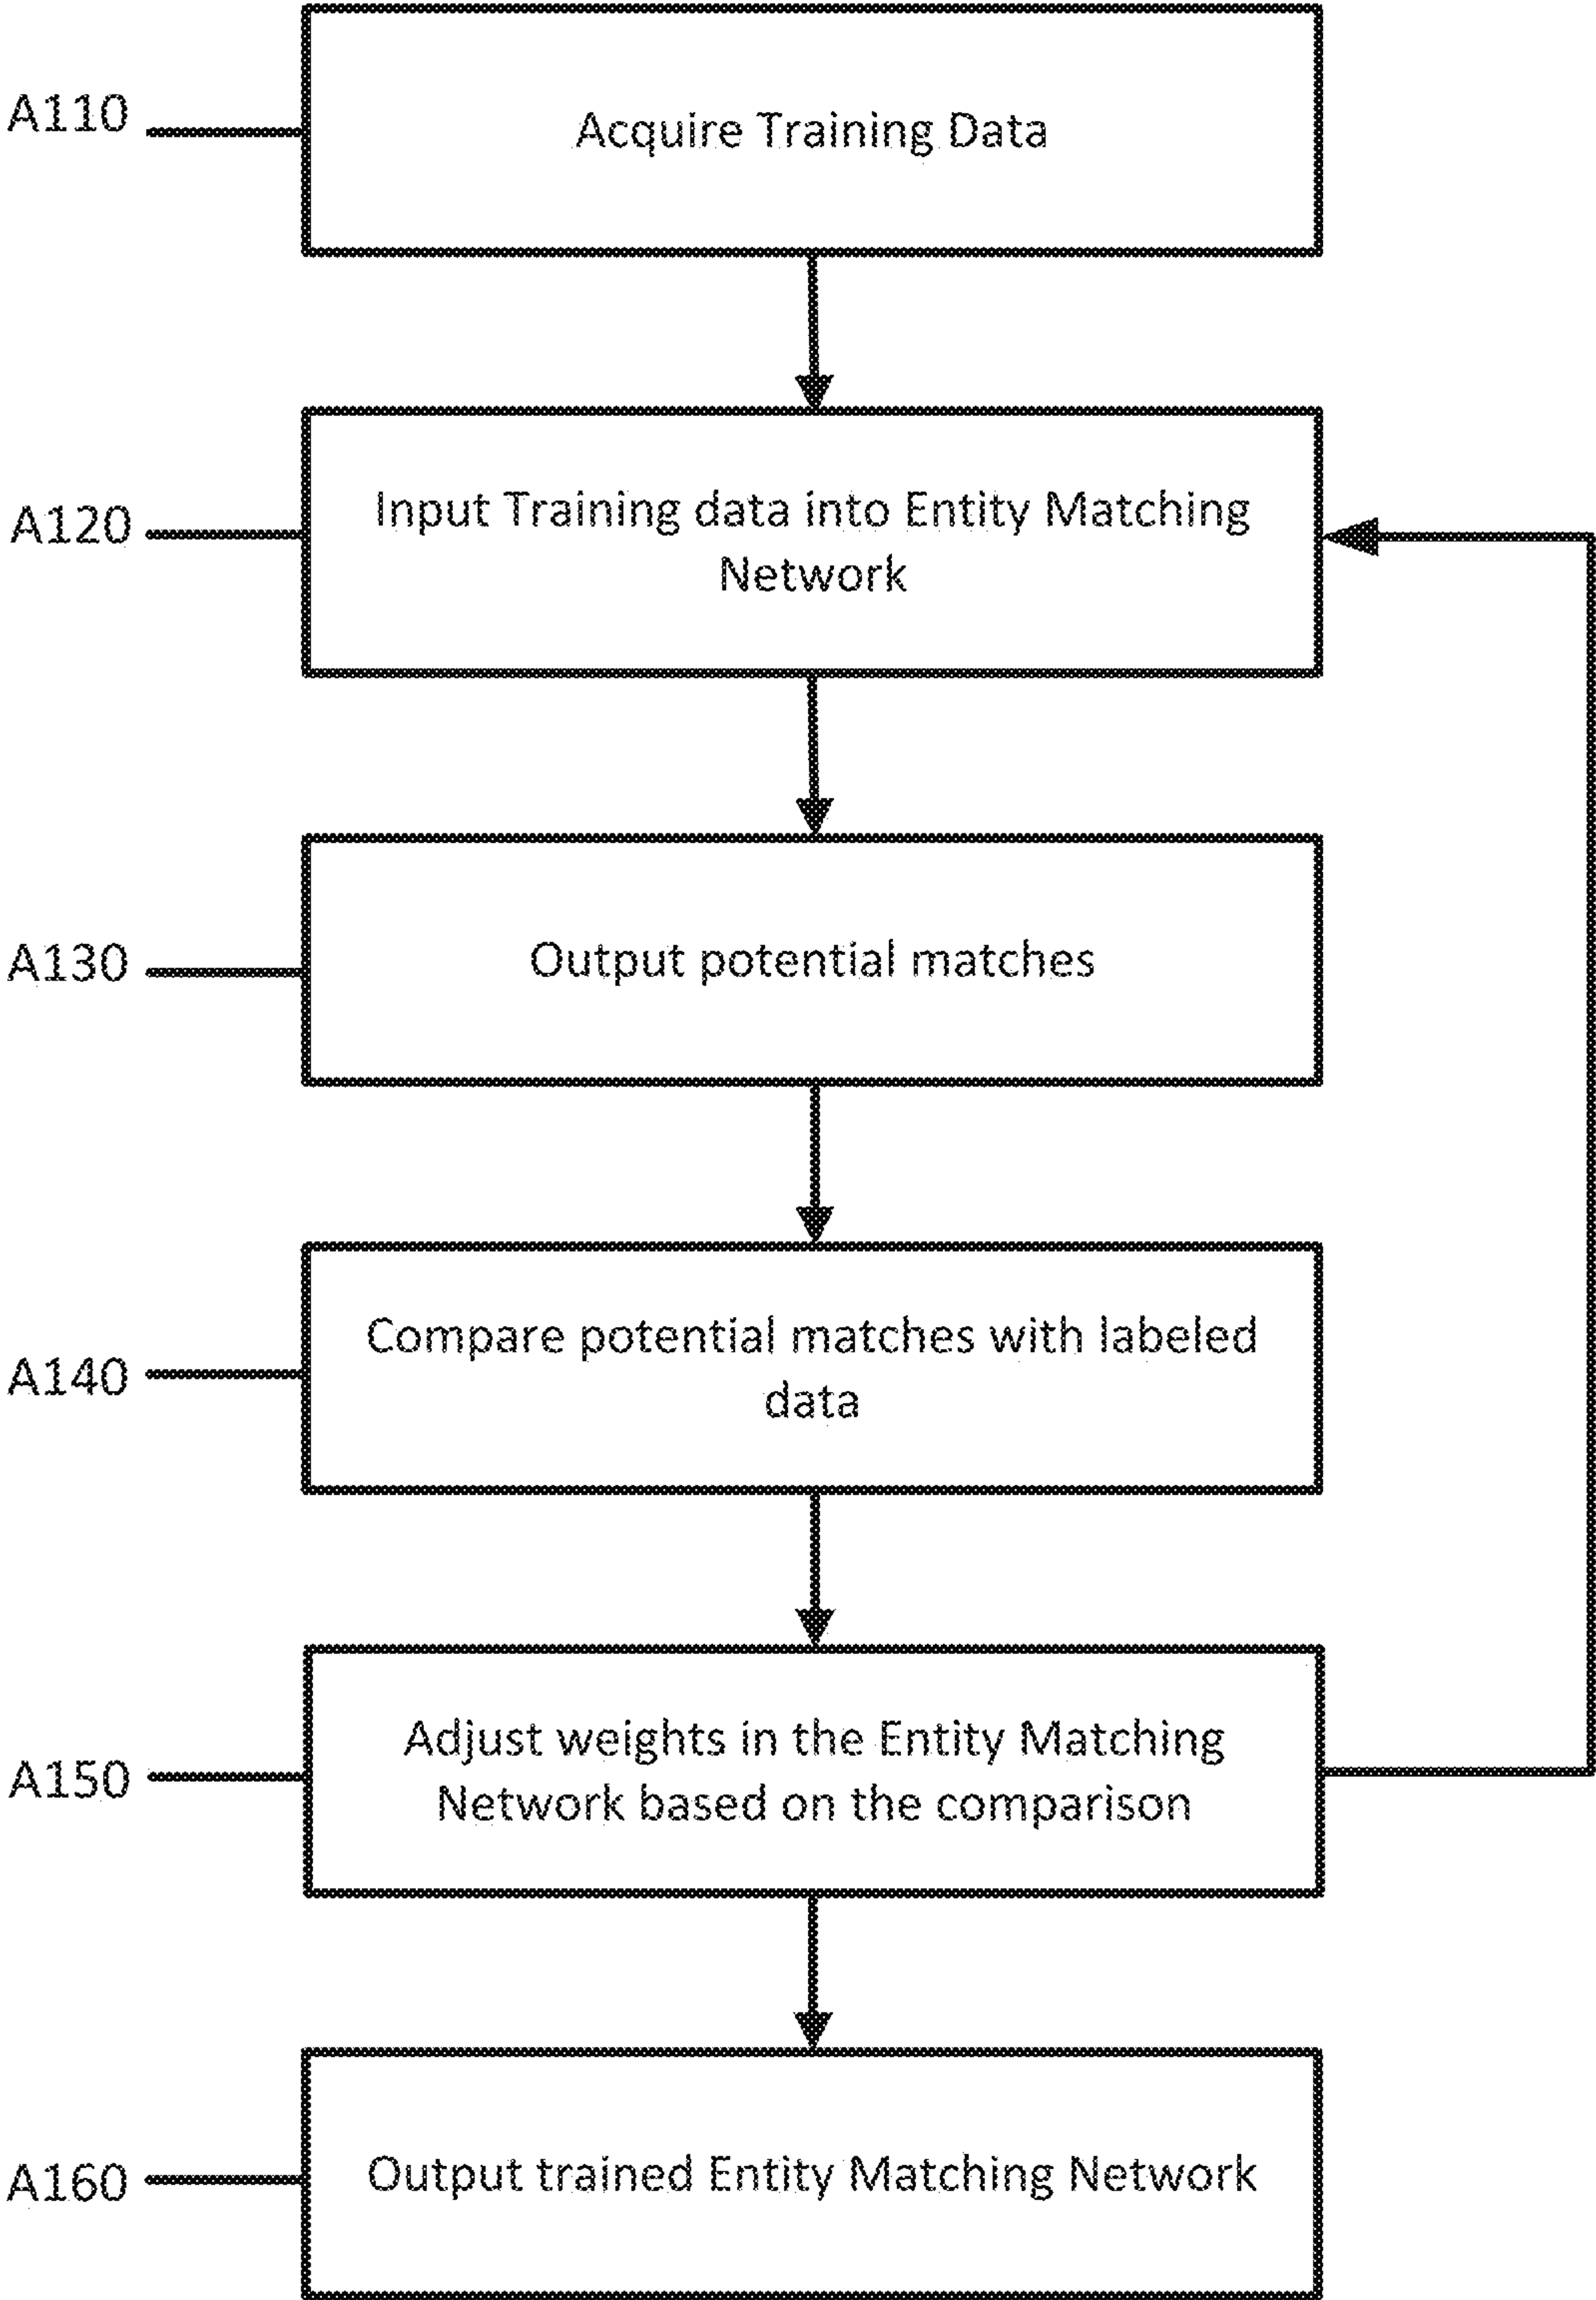 A110
Acquire Training Data
A120
Input Training data into Entity Matching
Network
A130
Output potential matches
A140
Compare potential matches with labeled
data
A150
Adjust weights in the Entity Matching
Network based on the comparison
A160
Output trained Entity Matching Network